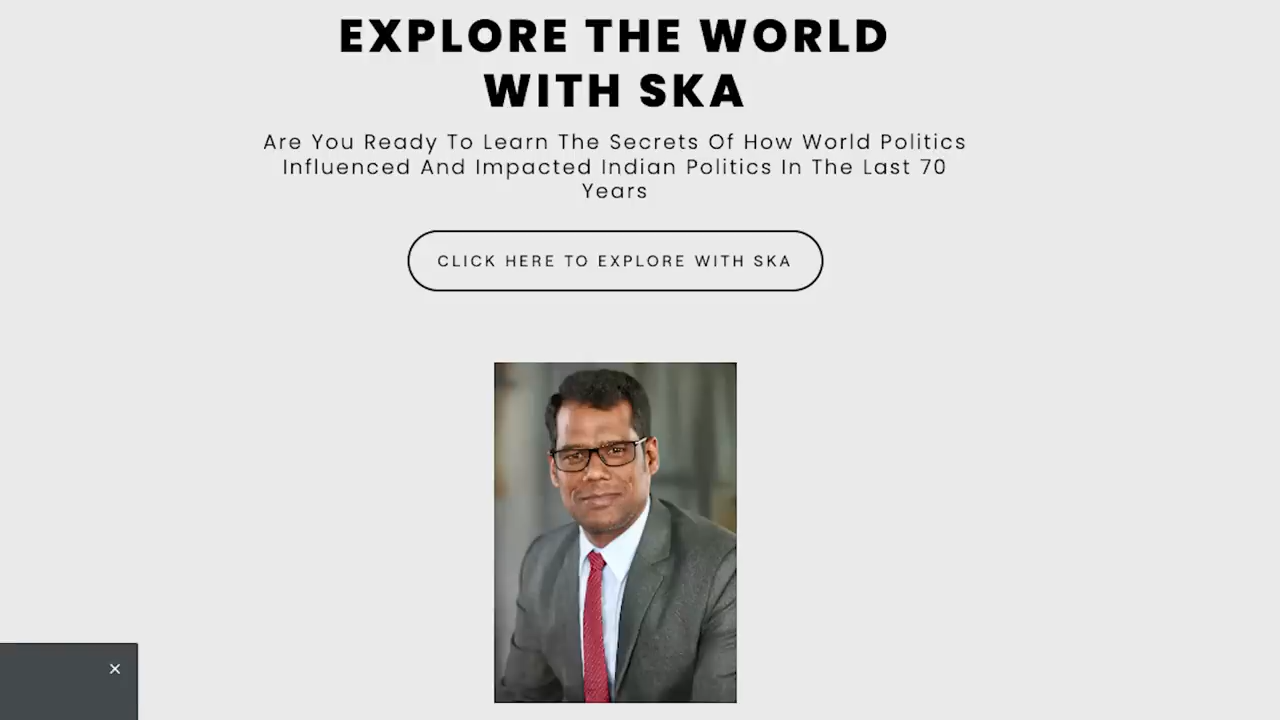 EXPLORE THE WORLD
WITH SKA
Are You Ready To Learn The Secrets Of How World Politics
Influenced And Impacted Indian Politics In The Last 70
Years
CLICK HERE TO EXPLORE WITH SKA